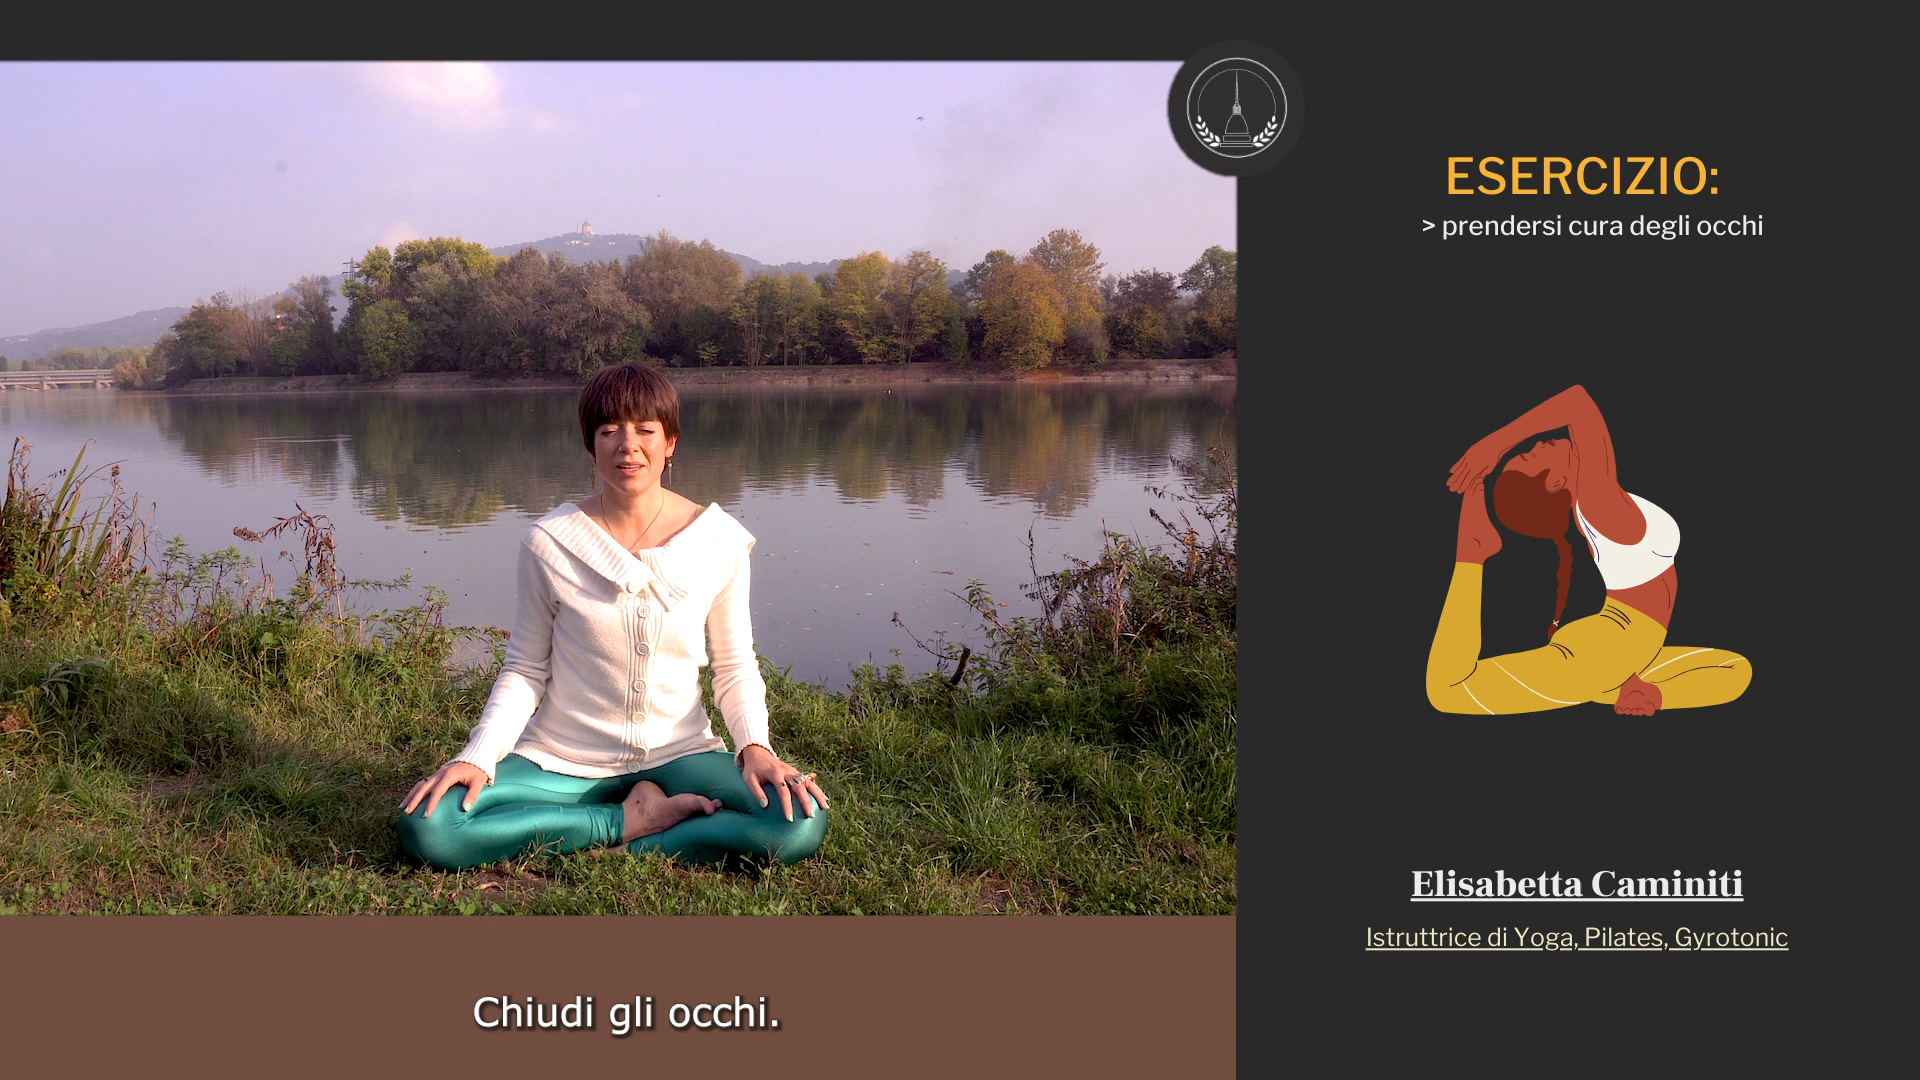 ESERCIZIO:
> prendersi cura degli occhi
Elisabetta Caminiti
Istruttrice di Yoga, Pilates, Gyrotonic
Chiudi gli occhi.